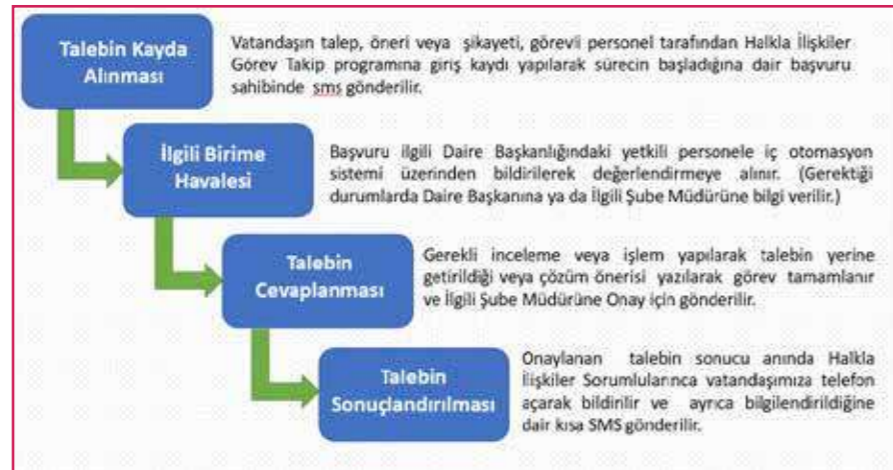 Talebin Kayda
Alınması
Vatandaşın talep, öneri veya şikayeti, görevli personel tarafından Halkla İlişkiler
Görev Takip programına giriş kaydı yapılarak sürecin başladığına dair başvuru
sahibinde sms gönderilir.
İlgili Birime
Havalesi
Başvuru ilgili Daire Başkanlığındaki yetkili personele iç otomasyon
sistemi üzerinden bildirilerek değerlendirmeye alınır. (Gerektiği
durumlarda Daire Başkanına ya da İlgili Şube Müdürüne bilgi verilir.)
Talebin
Cevaplanması
Gerekli inceleme veya işlem yapılarak talebin yerine
getirildiği veya çözüm önerisi yazılarak görev tamamlanır
ve İlgili Şube Müdürüne Onay için gönderilir.
Talebin
Sonuçlandırılması
Onaylanan talebin sonucu anında Halkla
İlişkiler Sorumlularınca vatandaşımıza telefon
açarak bildirilir ve ayrıca bilgilendirildiğine
dair kısa SMS gönderilir.